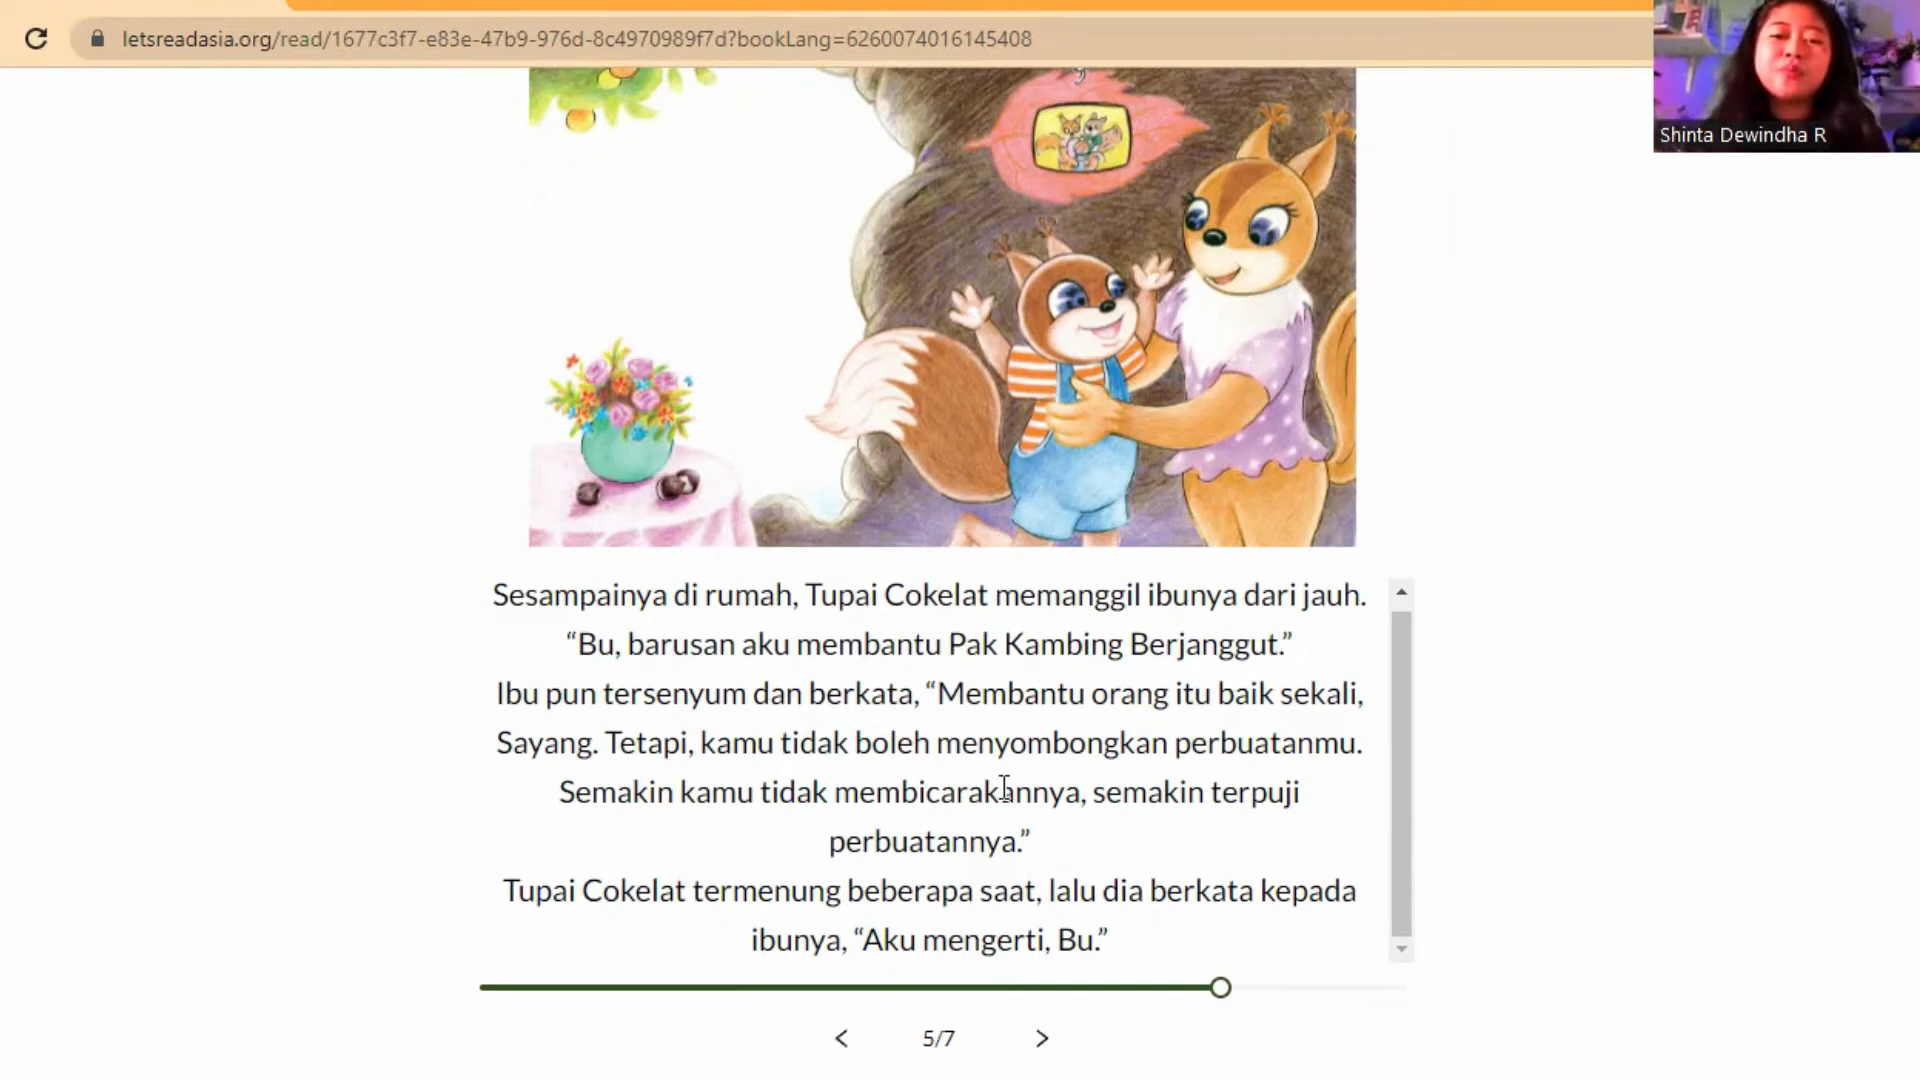 letsreadasia.org/read/1677c3f7-e83e-47b9-976d-8c4970989f7d?bookLang=6260074016145408
Shinta Dewindha R
Sesampainya di rumah, Tupai Cokelat memanggil ibunya dari jauh.
“Bu, barusan aku membantu Pak Kambing Berjanggut.”
Ibu pun tersenyum dan berkata, “Membantu orang itu baik sekali,
Sayang. Tetapi, kamu tidak boleh menyombongkan perbuatanmu.
Semakin kamu tidak membicarakannya, semakin terpuji
perbuatannya.”
Tupai Cokelat termenung beberapa saat, lalu dia berkata kepada
ibunya, “Aku mengerti, Bu.”
5/7